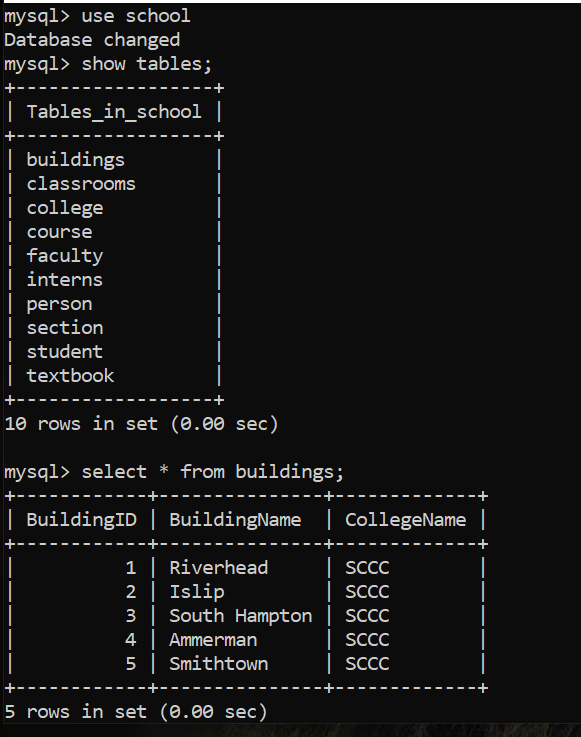 mysql> use school
Database changed
mysql> show tables;
+------------------+
| Tables_in_school |
+------------------+
| buildings        |
| classrooms       |
| college          |
| course           |
| faculty          |
| interns          |
| person           |
| section          |
| student          |
| textbook         |
+------------------+
10 rows in set (0.00 sec)

mysql> select * from buildings;
+------------+---------------+-------------+
| BuildingID | BuildingName  | CollegeName |
+------------+---------------+-------------+
|          1 | Riverhead     | SCCC        |
|          2 | Islip         | SCCC        |
|          3 | South Hampton | SCCC        |
|          4 | Ammerman      | SCCC        |
|          5 | Smithtown     | SCCC        |
+------------+---------------+-------------+
5 rows in set (0.00 sec)